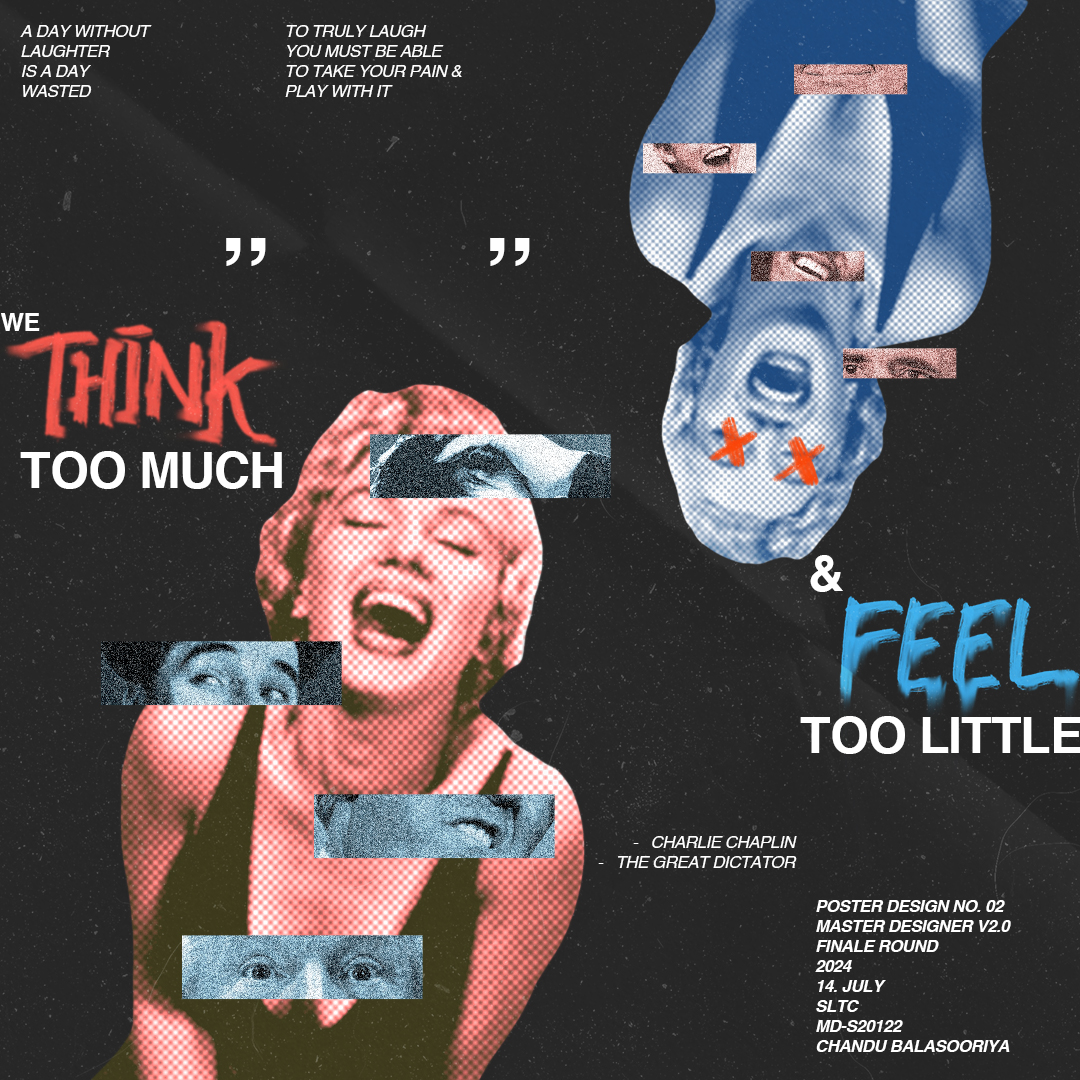 A DAY WITHOUT
LAUGHTER
IS A DAY
WASTED
TO TRULY LAUGH
YOU MUST BE ABLE
TO TAKE YOUR PAIN &
PLAY WITH IT
” ”
WE
THINK
TOO MUCH
&
FEEL
TOO LITTLE
- CHARLIE CHAPLIN
- THE GREAT DICTATOR
POSTER DESIGN NO. 02
MASTER DESIGNER V2.0
FINALE ROUND
2024
14. JULY
SLTC
MD-S20122
CHANDU BALASOORIYA